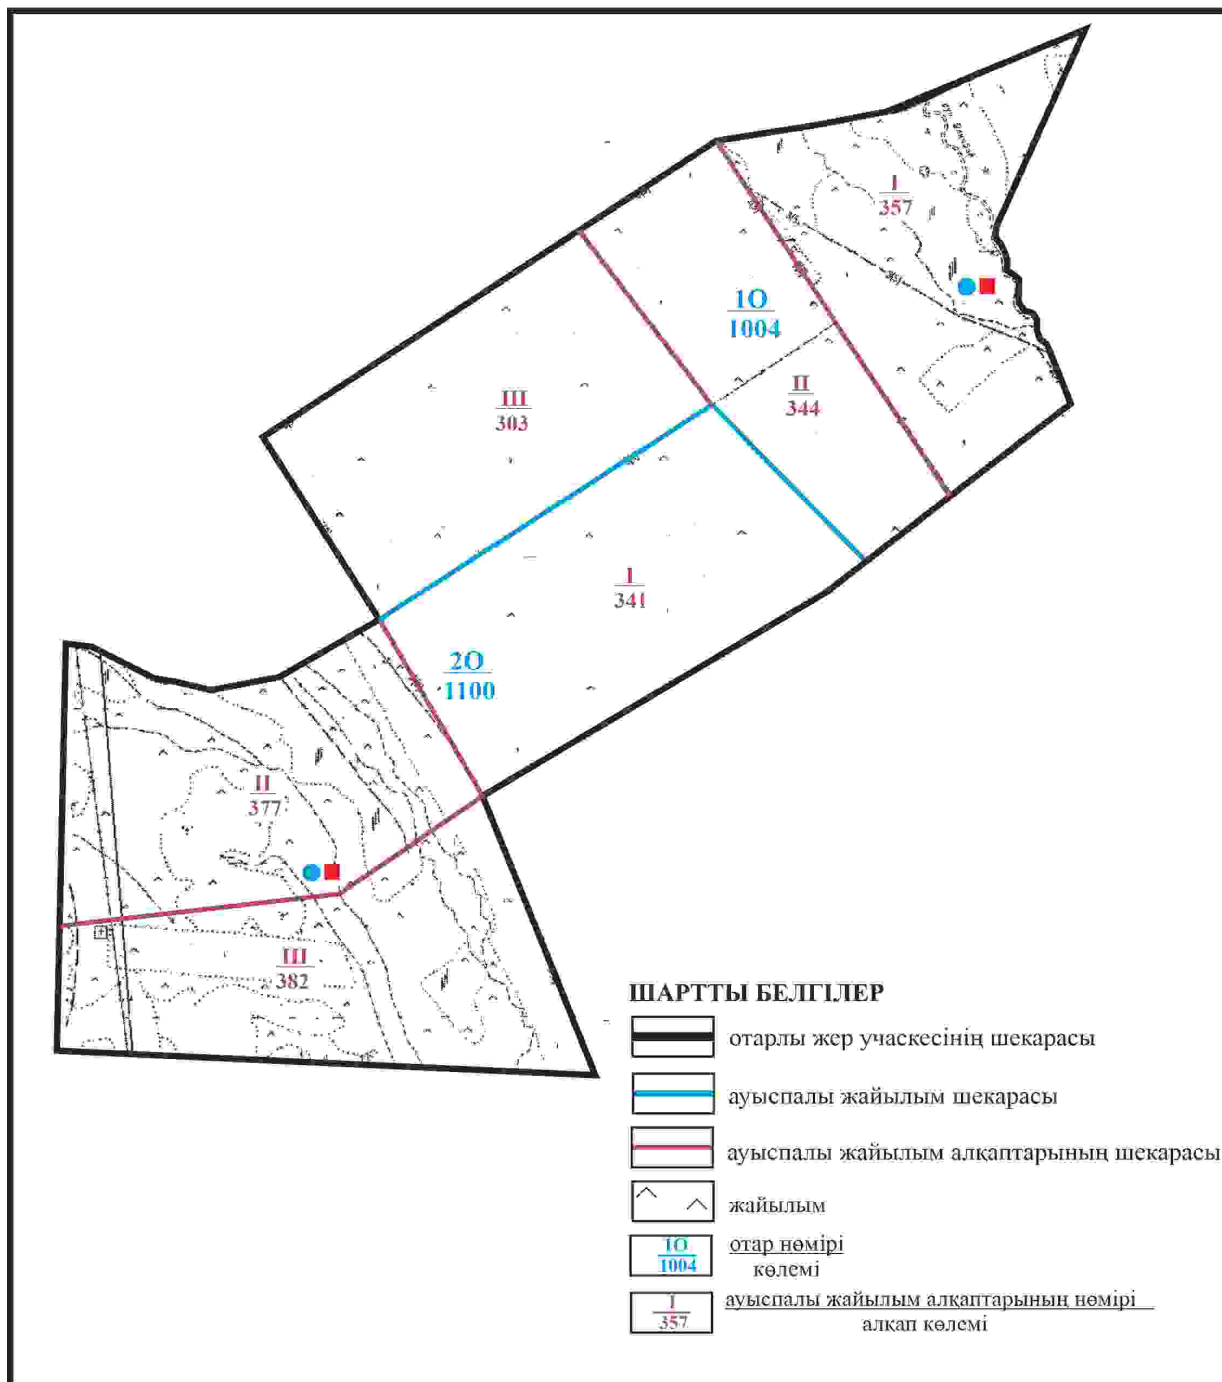 I
357
1О
1004
II
344
III
303
I
341
2О
1100
II
377
III
382
ШАРТТЫ БЕЛГІЛЕР
отарлы жер учаскесінің шекарасы
ауыспалы жайылым шекарасы
ауыспалы жайылым алқаптарының шекарасы
жайылым
1О
1004
отар нөмірі
көлемі
I
357
ауыспалы жайылым алқаптарының нөмірі
алқап көлемі